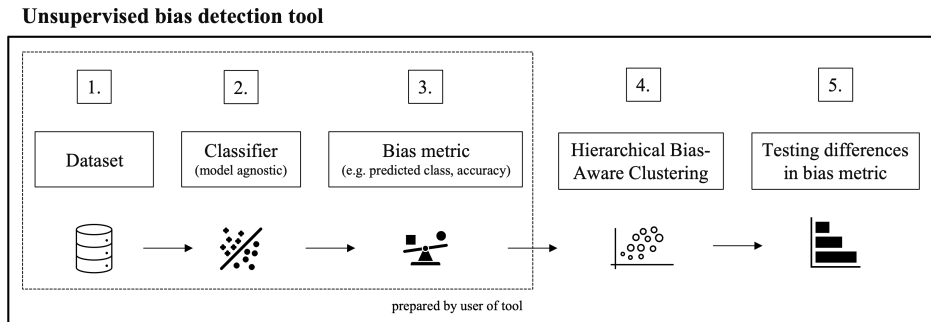 Unsupervised bias detection tool
1.
2.
3.
4.
5.
Dataset
Classifier
(model agnostic)
Bias metric
(e.g. predicted class, accuracy)
Hierarchical Bias-
Aware Clustering
Testing differences
in bias metric
prepared by user of tool